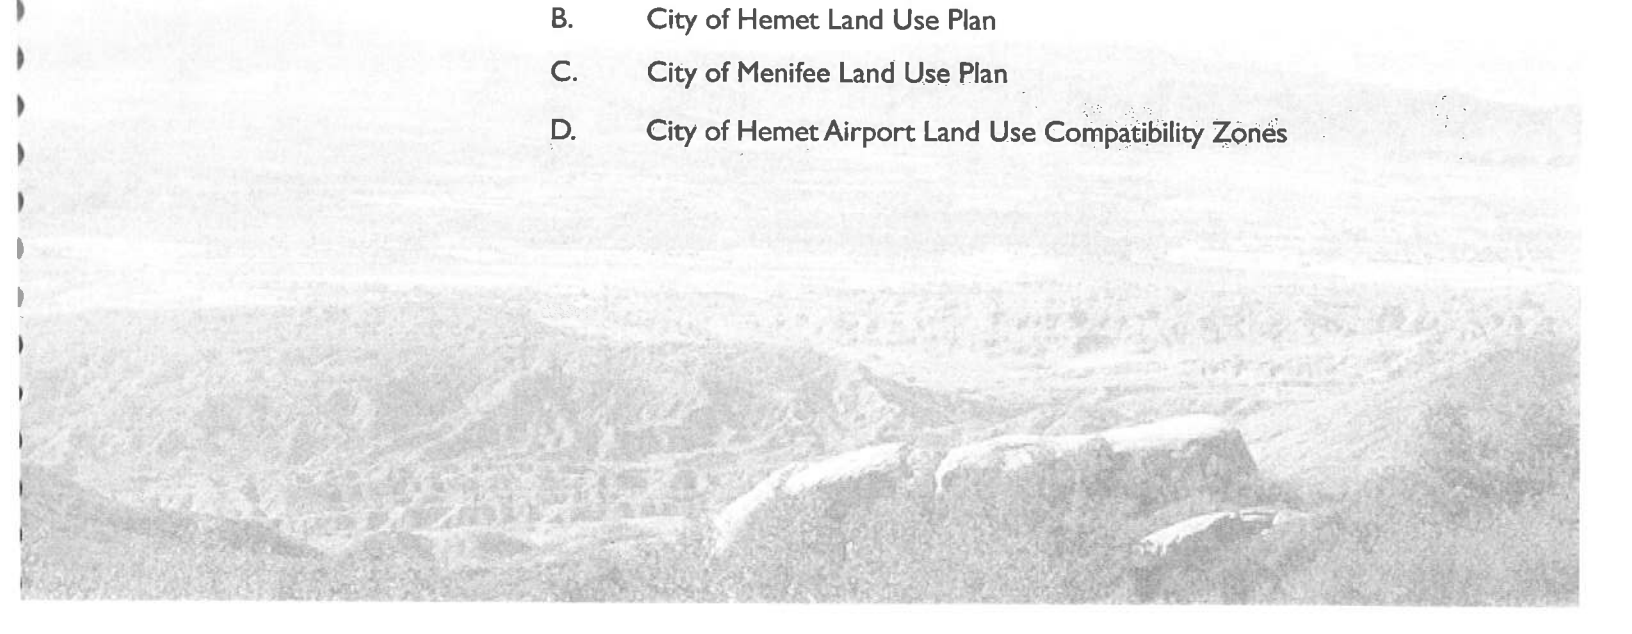 B. City of Hemet Land Use Plan
C. City of Menifee Land Use Plan
D. City of Hemet Airport Land Use Compatibility Zones